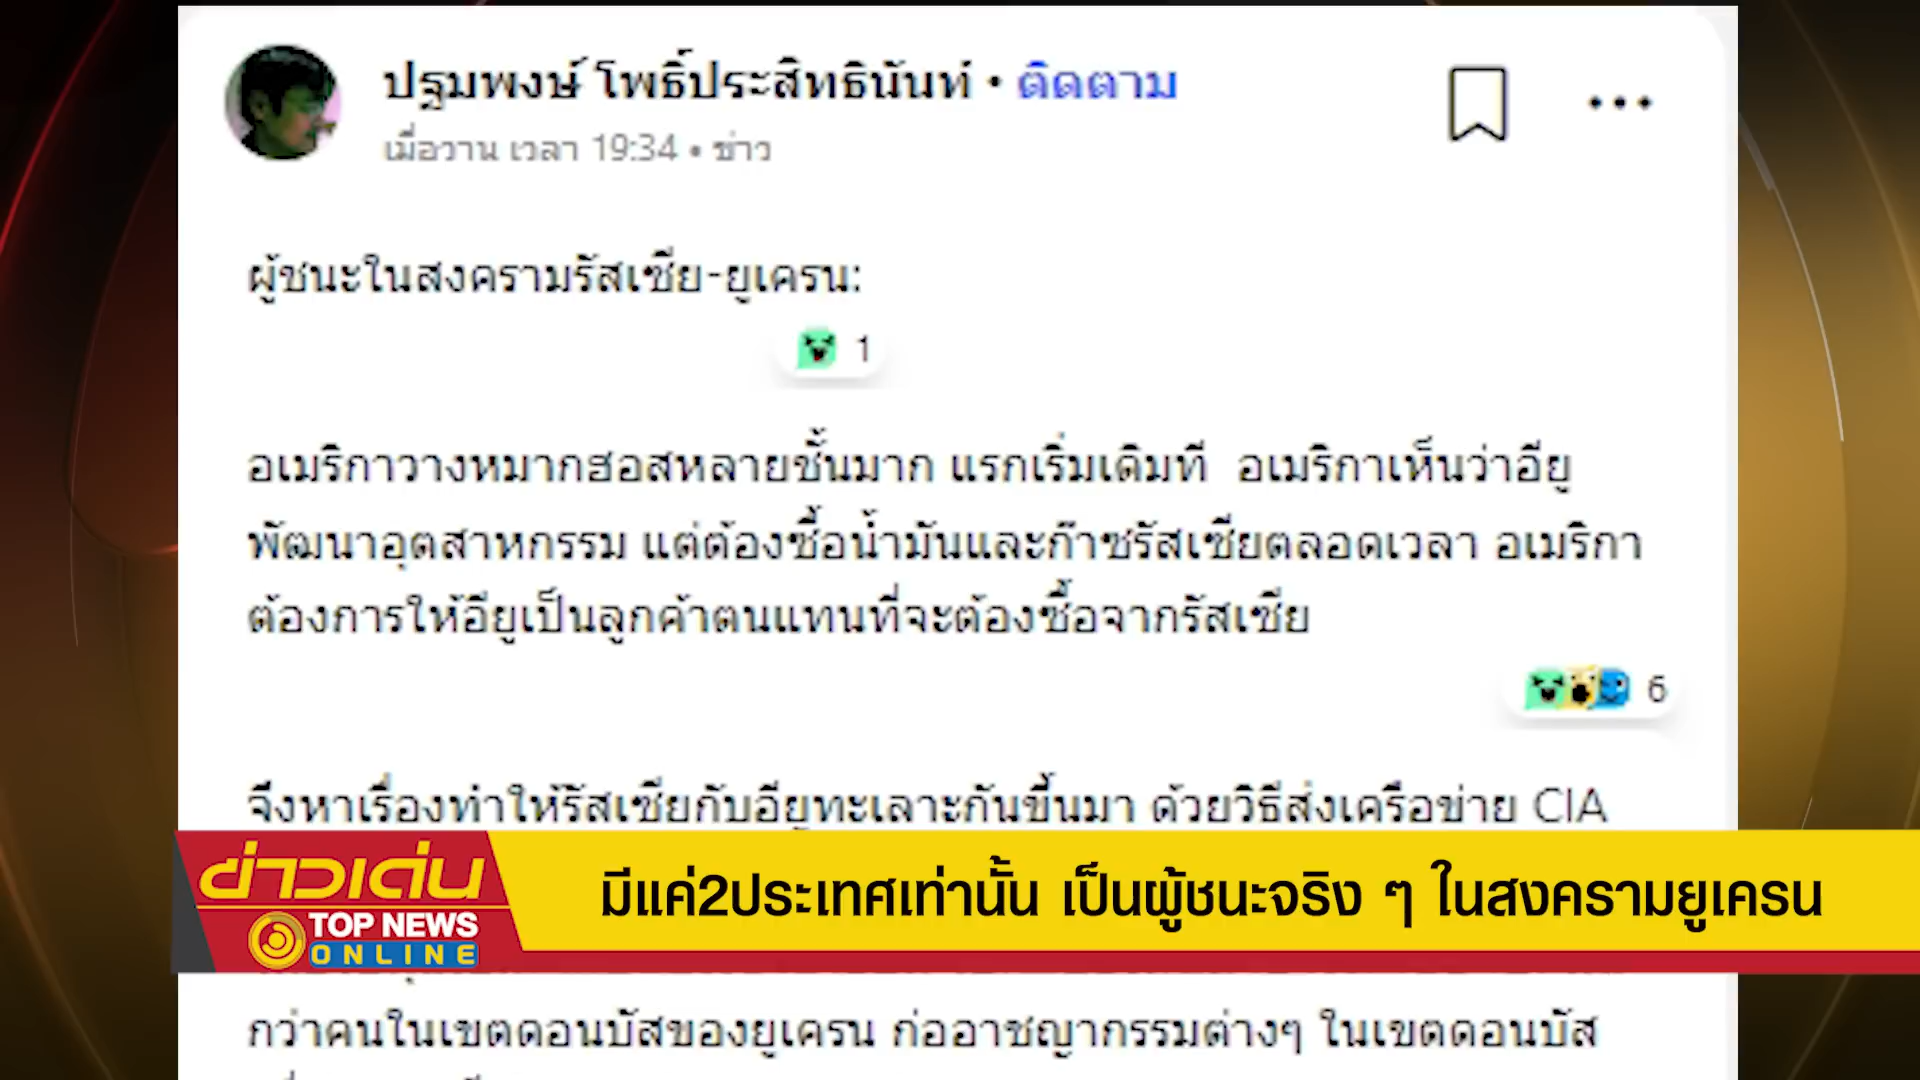 ปฐมพงษ์ โพธิ์ประสิทธินันท์ • ติดตาม
เมื่อวาน เวลา 19:34 • ข่าว
ผู้ชนะในสงครามรัสเซีย-ยูเครน:
1
อเมริกาวางหมากฮอสหลายชั้นมาก แรกเริ่มเดิมที อเมริกาเห็นว่าอียู
พัฒนาอุตสาหกรรม แต่ต้องซื้อน้ำมันและก๊าซรัสเซียตลอดเวลา อเมริกา
ต้องการให้อียูเป็นลูกค้าตนแทนที่จะต้องซื้อจากรัสเซีย
6
จึงหาเรื่องทำให้รัสเซียกับอียูทะเลาะกันขึ้นมา ด้วยวิธีส่งเครือข่าย CIA
ข่าวเด่น
TOP NEWS
ONLINE
มีแค่2ประเทศเท่านั้น เป็นผู้ชนะจริง ๆ ในสงครามยูเครน
กว่าคนในเขตดอนบัสของยูเครน ก่ออาชญากรรมต่างๆ ในเขตดอนบัส